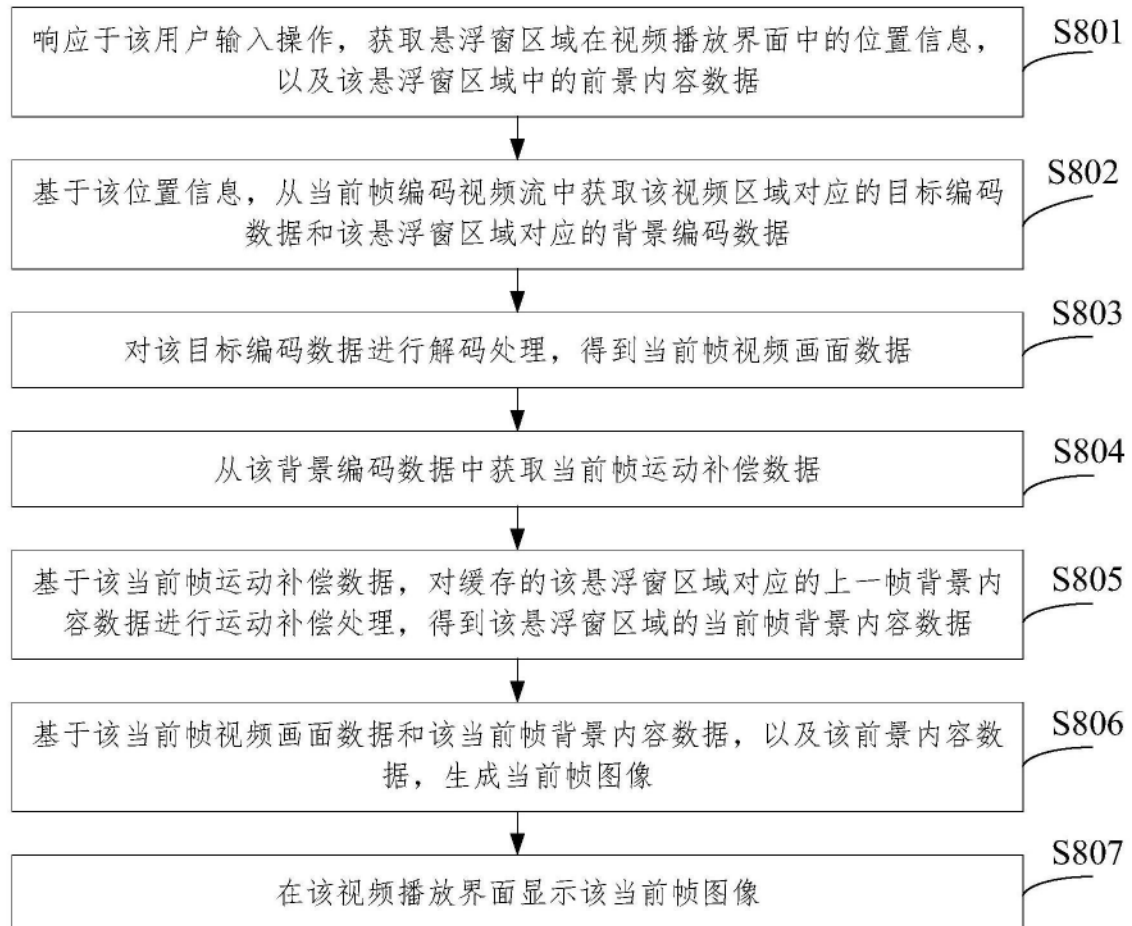 响应于该用户输入操作，获取悬浮窗区域在视频播放界面中的位置信息，
以及该悬浮窗区域中的前景内容数据
S801
基于该位置信息，从当前帧编码视频流中获取该视频区域对应的目标编码
数据和该悬浮窗区域对应的背景编码数据
S802
对该目标编码数据进行解码处理，得到当前帧视频画面数据
S803
从该背景编码数据中获取当前帧运动补偿数据
S804
基于该当前帧运动补偿数据，对缓存的该悬浮窗区域对应的上一帧背景内
容数据进行运动补偿处理，得到该悬浮窗区域的当前帧背景内容数据
S805
基于该当前帧视频画面数据和该当前帧背景内容数据，以及该前景内容数
据，生成当前帧图像
S806
在该视频播放界面显示该当前帧图像
S807